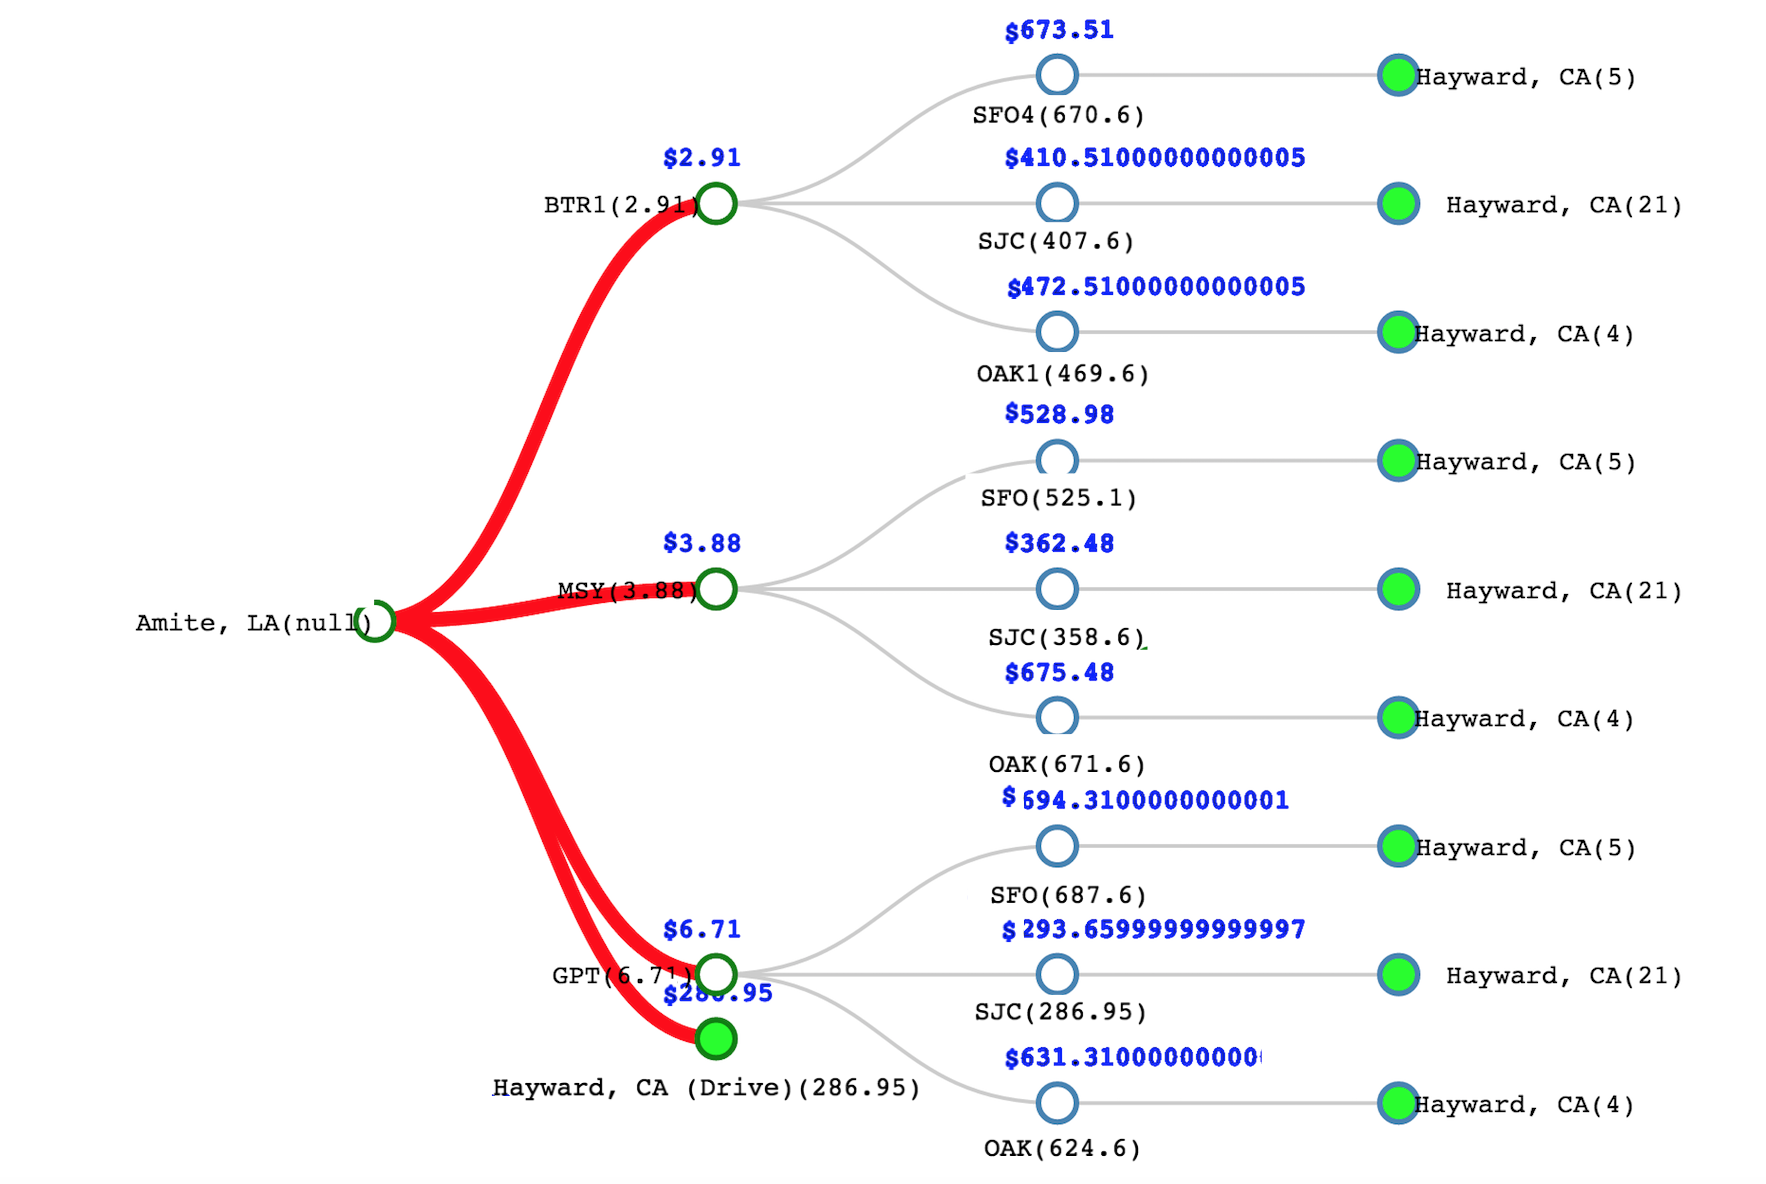 $673.51
Hayward, CA(5)
SFO4(670.6)
$2.91
$410.51000000000005
BTR1(2.91)
Hayward, CA(21)
SJC(407.6)
$472.51000000000005
Hayward, CA(4)
OAK1(469.6)
$528.98
Hayward, CA(5)
SFO(525.1)
$3.88
$362.48
MSY(3.88)
Hayward, CA(21)
Amite, LA(null)
SJC(358.6)
$675.48
Hayward, CA(4)
OAK(671.6)
$694.3100000000001
Hayward, CA(5)
SFO(687.6)
$6.71
$293.65999999999997
GPT(6.71)
Hayward, CA(21)
$286.95
SJC(286.95)
$631.31000000000
Hayward, CA (Drive)(286.95)
Hayward, CA(4)
OAK(624.6)